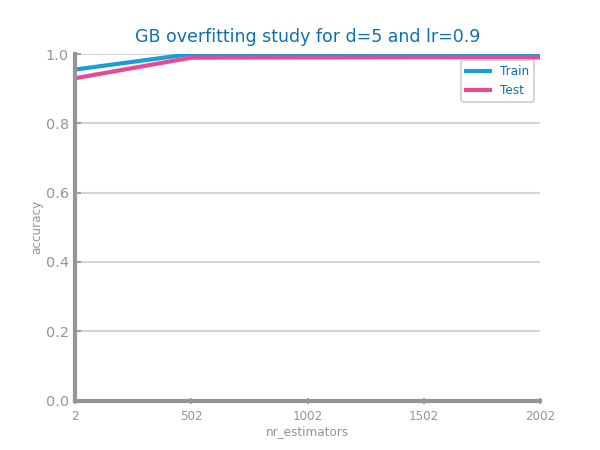 GB overfitting study for d=5 and lr=0.9
1.0
0.8
0.6
0.4
0.2
0.0
accuracy
Train
Test
2 502 1002 1502 2002
nr_estimators